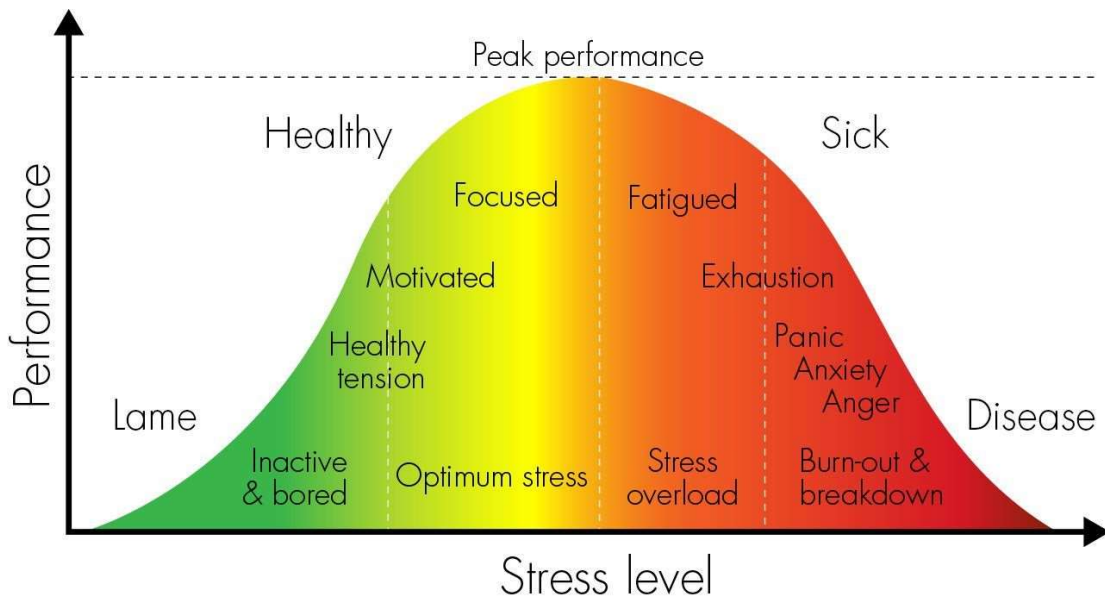 Peak performance
Healthy
Sick
Focused
Fatigued
Motivated
Exhaustion
Healthy
tension
Panic
Anxiety
Anger
Lame
Disease
Inactive
& bored
Optimum stress
Stress
overload
Burn-out &
breakdown
Performance
Stress level